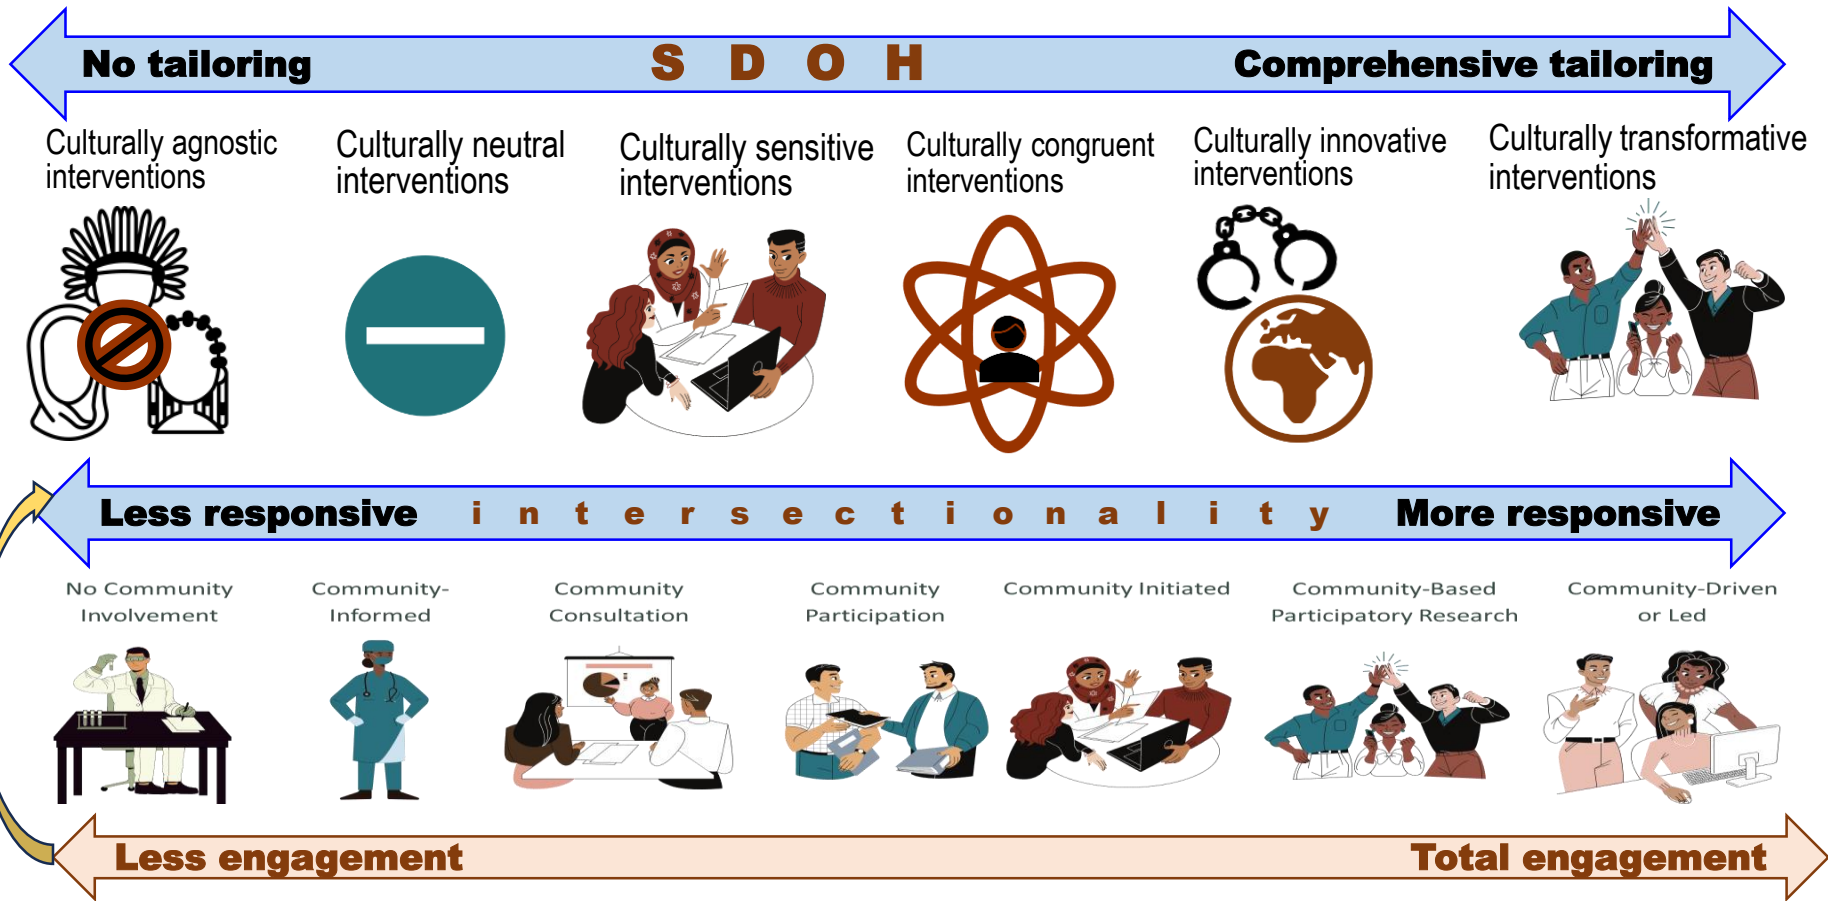 No tailoring S D O H Comprehensive tailoring
Culturally agnostic
interventions
Culturally neutral
interventions
Culturally sensitive
interventions
Culturally congruent
interventions
Culturally innovative
interventions
Culturally transformative
interventions
Less responsive i n t e r s e c t i o n a l i t y More responsive
No Community
Involvement
Community-
Informed
Community
Consultation
Community
Participation
Community Initiated
Community-Based
Participatory Research
Community-Driven
or Led
Less engagement Total engagement